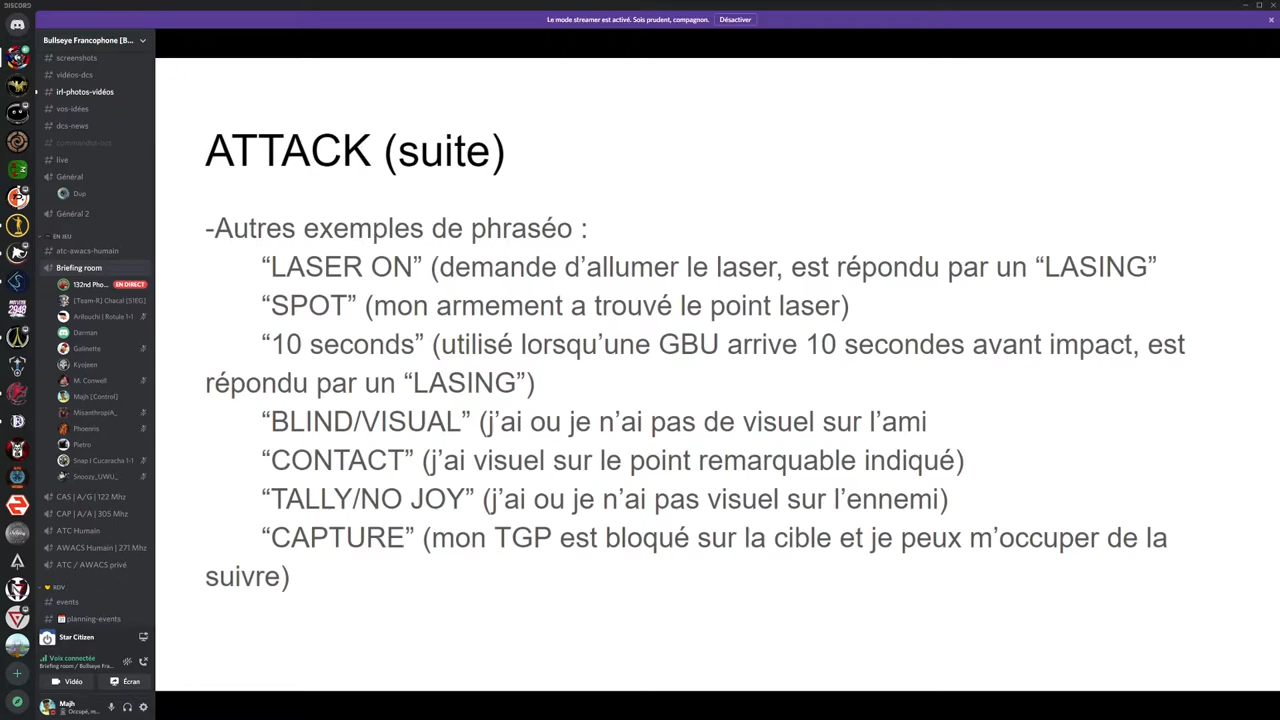 DISCORD
Le mode streamer est activé. Sois prudent, compagnon.
Désactiver
Bullseye Francophone [B...
screenshots
vidéos-dcs
irl-photos-vidéos
vos-idées
dcs-news
live
Général
Dup
Général 2
EN JEU
atc-awacs-humain
Briefing room
132nd Pho... EN DIRECT
[Team-R] Chacal [51EG]
Arilouchi | Rotule 1-1
Darman
Galinette
Kyojeen
M. Conwell
Majh [Control]
MisanthropiA_
Phoenris
Pietro
Snap I Cucaracha 1-1
Snoozy_UWU_
CAS | A/G | 122 Mhz
CAP | A/A | 305 Mhz
ATC Humain
AWACS Humain | 271 Mhz
ATC / AWACS privé
RDV
events
planning-events
Star Citizen
Voix connectée
Briefing room / Bullseye Fra...
Vidéo
Écran
Majh
Occupé, re...
ATTACK (suite)
-Autres exemples de phraséo :
“LASER ON” (demande d’allumer le laser, est répondu par un “LASING”
“SPOT” (mon armement a trouvé le point laser)
“10 seconds” (utilisé lorsqu’une GBU arrive 10 secondes avant impact, est
répondu par un “LASING”)
“BLIND/VISUAL” (j’ai ou je n’ai pas de visuel sur l’ami
“CONTACT” (j’ai visuel sur le point remarquable indiqué)
“TALLY/NO JOY” (j’ai ou je n’ai pas visuel sur l’ennemi)
“CAPTURE” (mon TGP est bloqué sur la cible et je peux m’occuper de la
suivre)